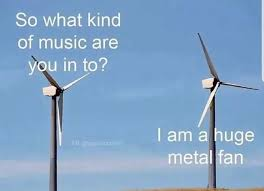 So what kind
of music are
you in to?
I am a huge
metal fan